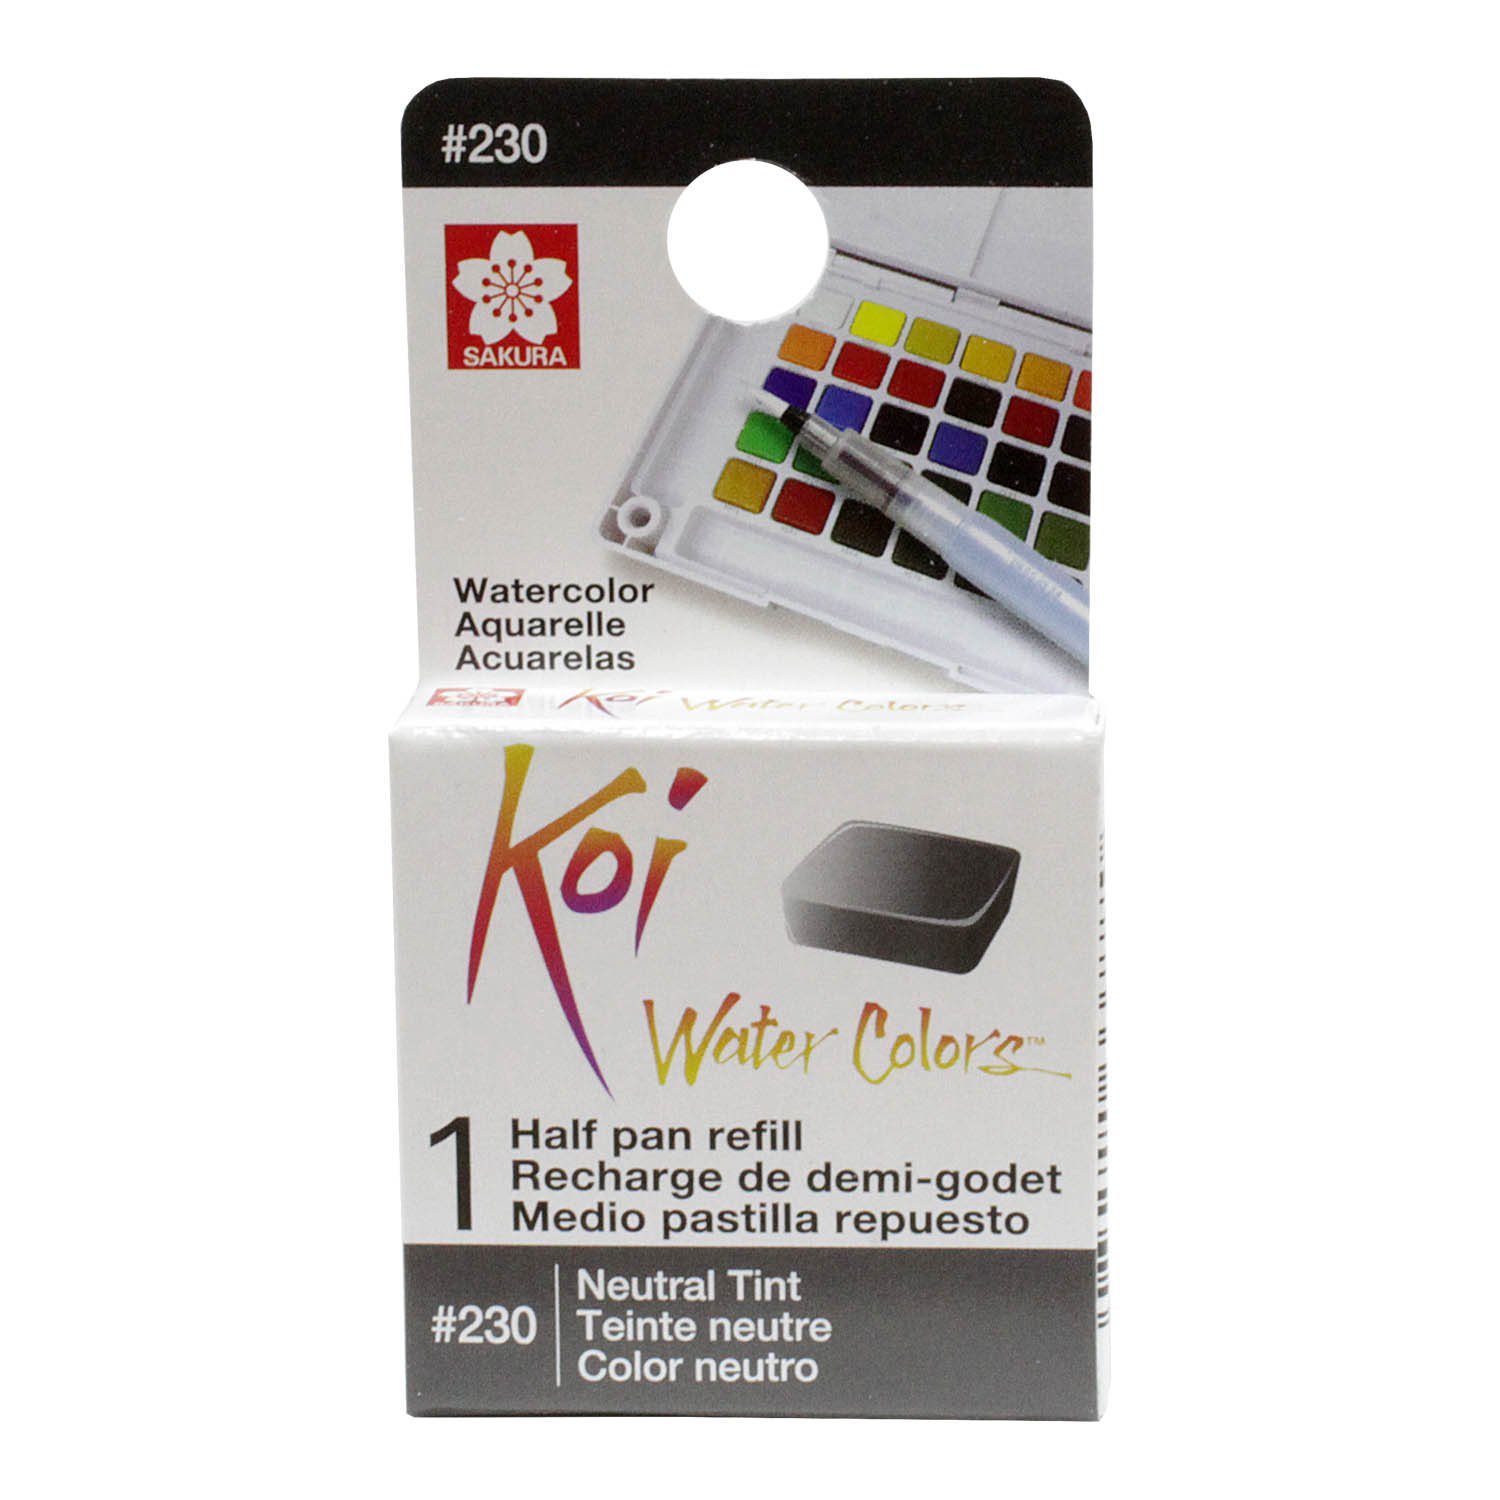 #230
SAKURA
Watercolor
Aquarelle
Acuarelas
Koi Water Colors
Koi
Water Colors™
1
Half pan refill
Recharge de demi-godet
Medio pastilla repuesto
#230
Neutral Tint
Teinte neutre
Color neutro